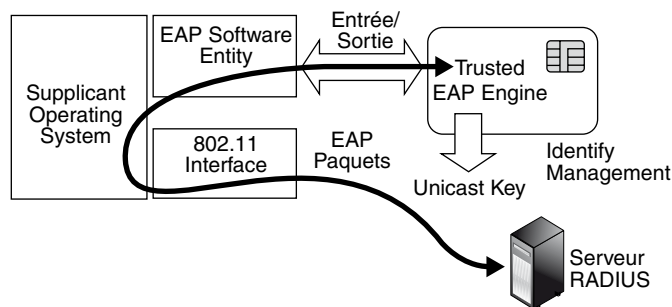 EAP Software
Entity
Entrée/
Sortie
Trusted
EAP Engine
Supplicant
Operating
System
802.11
Interface
EAP
Paquets
Unicast Key
Identify
Management
Serveur
RADIUS